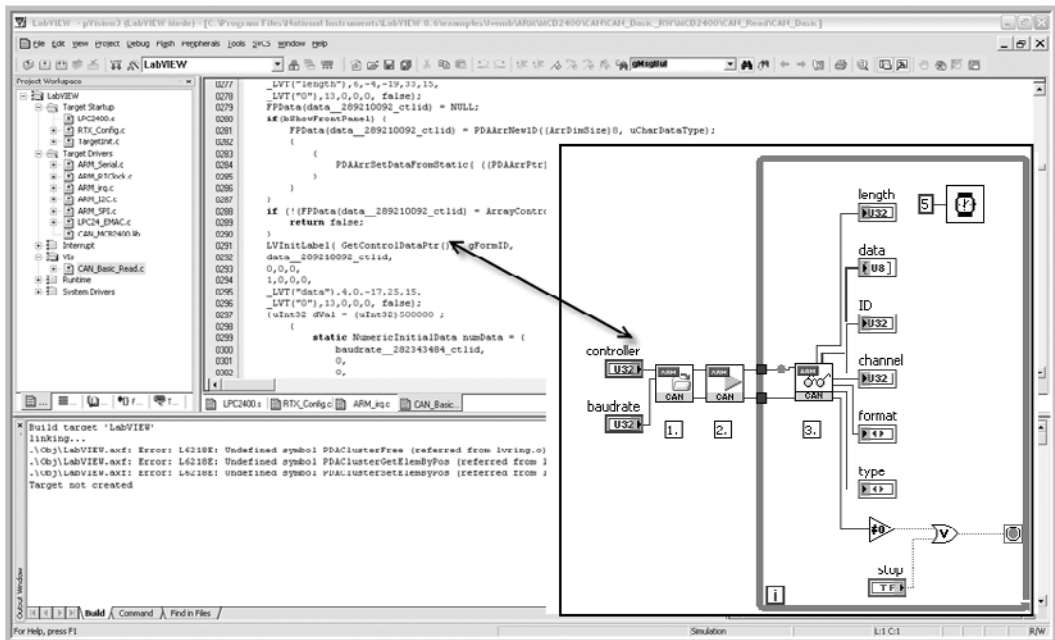 LabVIEW - µVision3 (LabVIEW Mode) - [C:\Program Files\National Instruments\LabVIEW 8.6\examples\lvemb\ARM\MCB2400\CAN\CAN_Basic_RW\MCB2400\CAN_Read\CAN_Basic]
File Edit View Project Debug Flash Peripherals Tools SVCS Window Help
LabVIEW
gMsgBuf
Project Workspace
LabVIEW
Target Startup
LPC2400.s
RTX_Config.c
TargetInit.c
Target Drivers
ARM_Serial.c
ARM_RTClock.c
ARM_irq.c
ARM_I2C.c
ARM_SPI.c
LPC24_EMAC.c
CAN_MCB2400.lib
Interrupt
VIs
CAN_Basic_Read.c
Runtime
System Drivers
0277 _LVT("length"),6,-4,-19,33,15,
0278 _LVT("0"),13,0,0,0, false);
0279 FPData(data__289210092_ctlid) = NULL;
0280 if(bShowFrontPanel) {
0281 FPData(data__289210092_ctlid) = PDAArrNew1D((ArrDimSize)8, uCharDataType);
0282 {
0283 {
0284 PDAArrSetDataFromStatic( ((PDAArrPtr)
0285 }
0286 }
0287 }
0288 if (!(FPData(data__289210092_ctlid) = ArrayContro
0289 return false;
0290 }
0291 LVInitLabel( GetControlDataPtr() gFormID,
0292 data__289210092_ctlid,
0293 0,0,0,
0294 1,0,0,0,
0295 _LVT("data"),4,0,-17,25,15,
0296 _LVT("0"),13,0,0,0, false);
0297 {uInt32 dVal = (uInt32)500000 ;
0298 {
0299 static NumericInitialData numData = {
0300 baudrate__282343484_ctlid,
0301 0,
0302 0,
LPC2400.s RTX_Config.c ARM_irq.c CAN_Basic...
Build target 'LabVIEW'
linking...
.\Obj\LabVIEW.axf: Error: L6218E: Undefined symbol PDAClusterFree (referred from lvring.o)
.\Obj\LabVIEW.axf: Error: L6218E: Undefined symbol PDAClusterGetElemByPos (referred from l
.\Obj\LabVIEW.axf: Error: L6218E: Undefined symbol PDAClusterSetElemByPos (referred from l
Target not created
Output Window
Build Command Find in Files
For Help, press F1
Simulation
L:1 C:1
R/W
length
U32
5
data
U8
ID
U32
controller
U32
channel
U32
ARM
CAN
ARM
CAN
ARM
CAN
baudrate
U32
1.
2.
3.
format
type
≠0
V
stop
TF
i